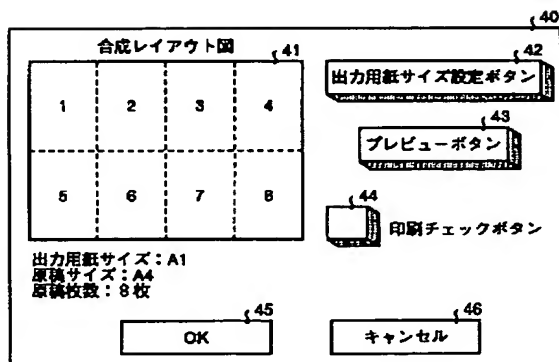 40
合成レイアウト図
41
42
出力用紙サイズ設定ボタン
1 2 3 4
43
プレビューボタン
5 6 7 8
44
印刷チェックボタン
出力用紙サイズ：A1
原稿サイズ：A4
原稿枚数：8枚
45
OK
46
キャンセル